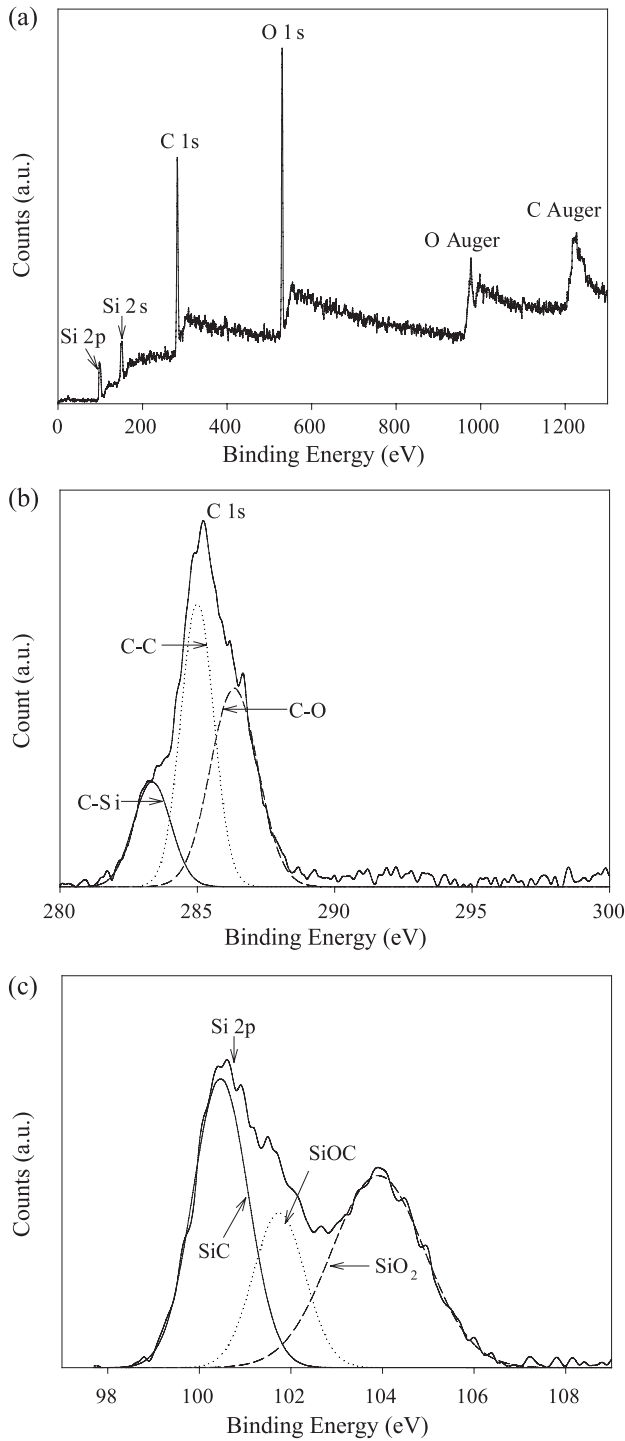 (a)
O 1s
C 1s
C Auger
O Auger
Si 2s
Si 2p
Counts (a.u.)
0 200 400 600 800 1000 1200
Binding Energy (eV)
(b)
C 1s
C-C
C-O
C-Si
Count (a.u.)
280 285 290 295 300
Binding Energy (eV)
(c)
Si 2p
SiOC
SiC
SiO2
Counts (a.u.)
98 100 102 104 106 108
Binding Energy (eV)